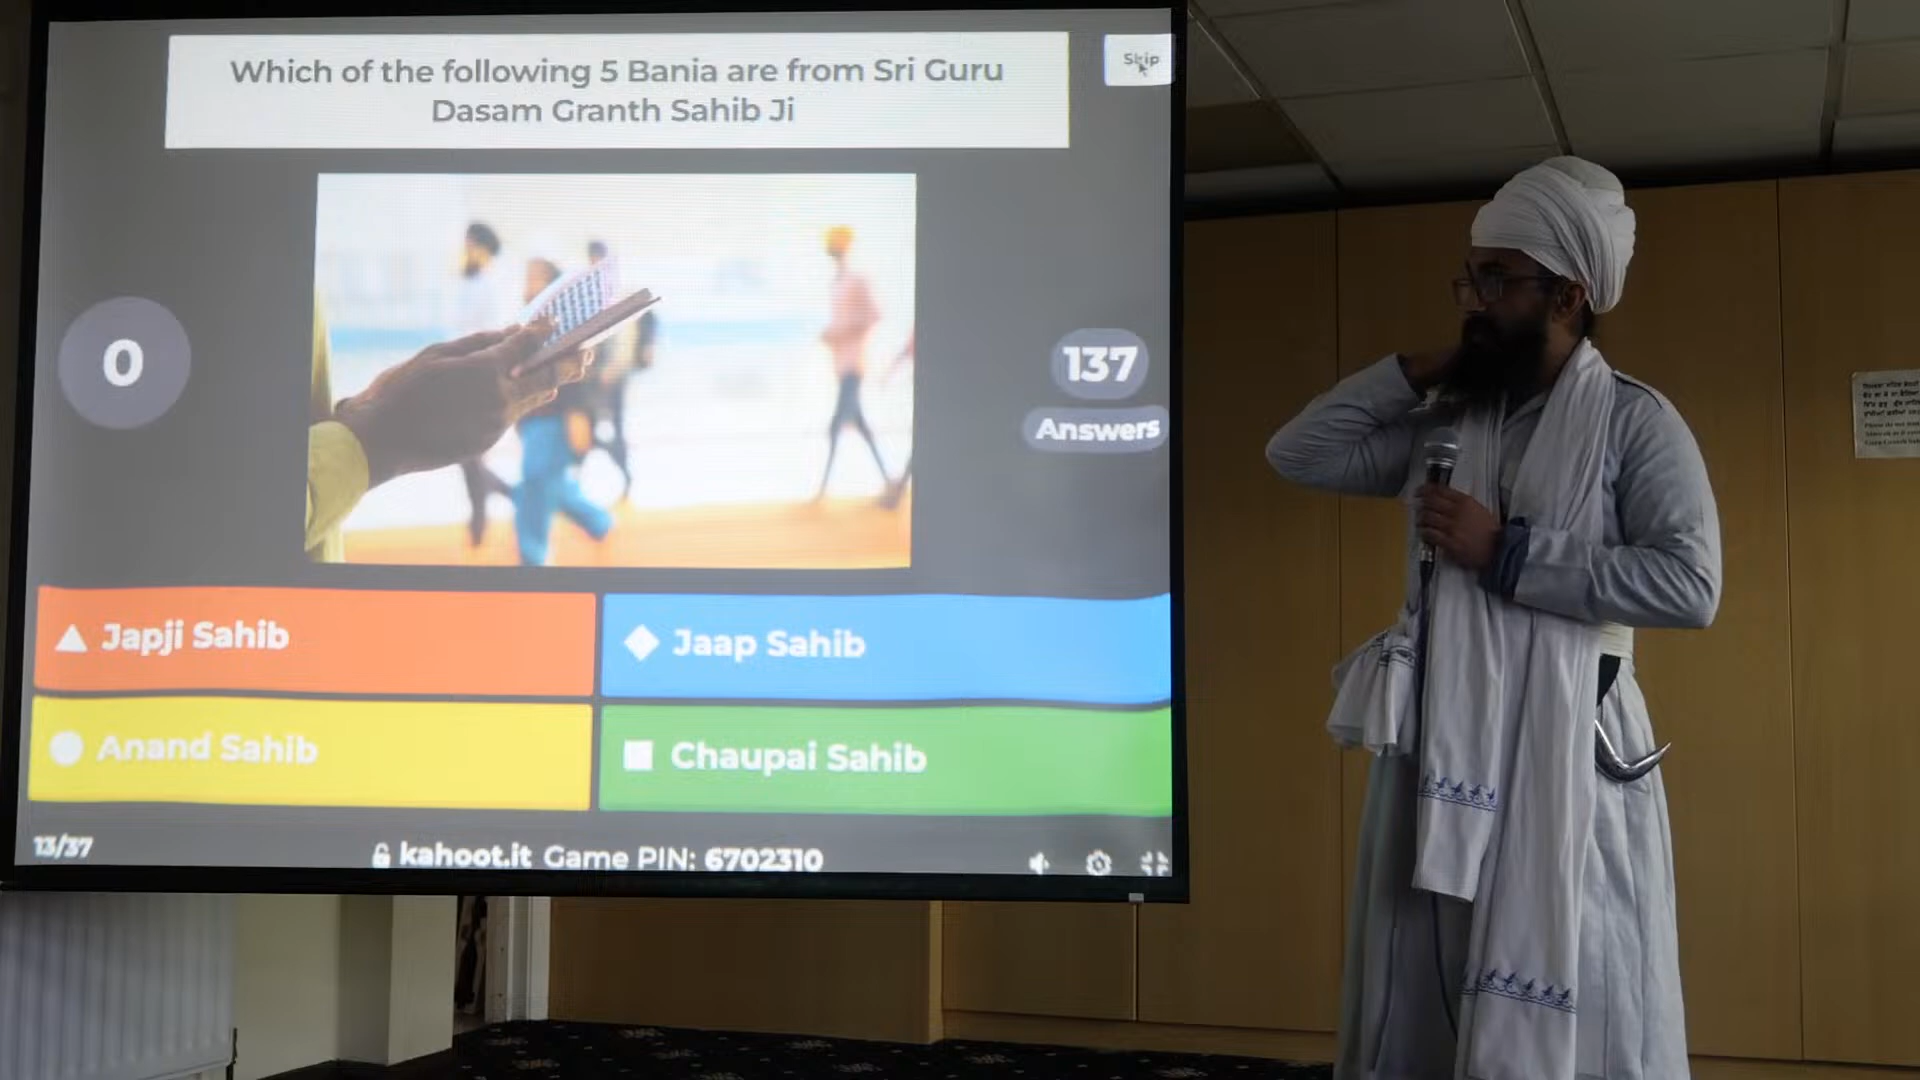 Which of the following 5 Bania are from Sri Guru
Dasam Granth Sahib Ji
Skip
0
137
Answers
Japji Sahib
Jaap Sahib
Anand Sahib
Chaupai Sahib
13/37
kahoot.it Game PIN: 6702310